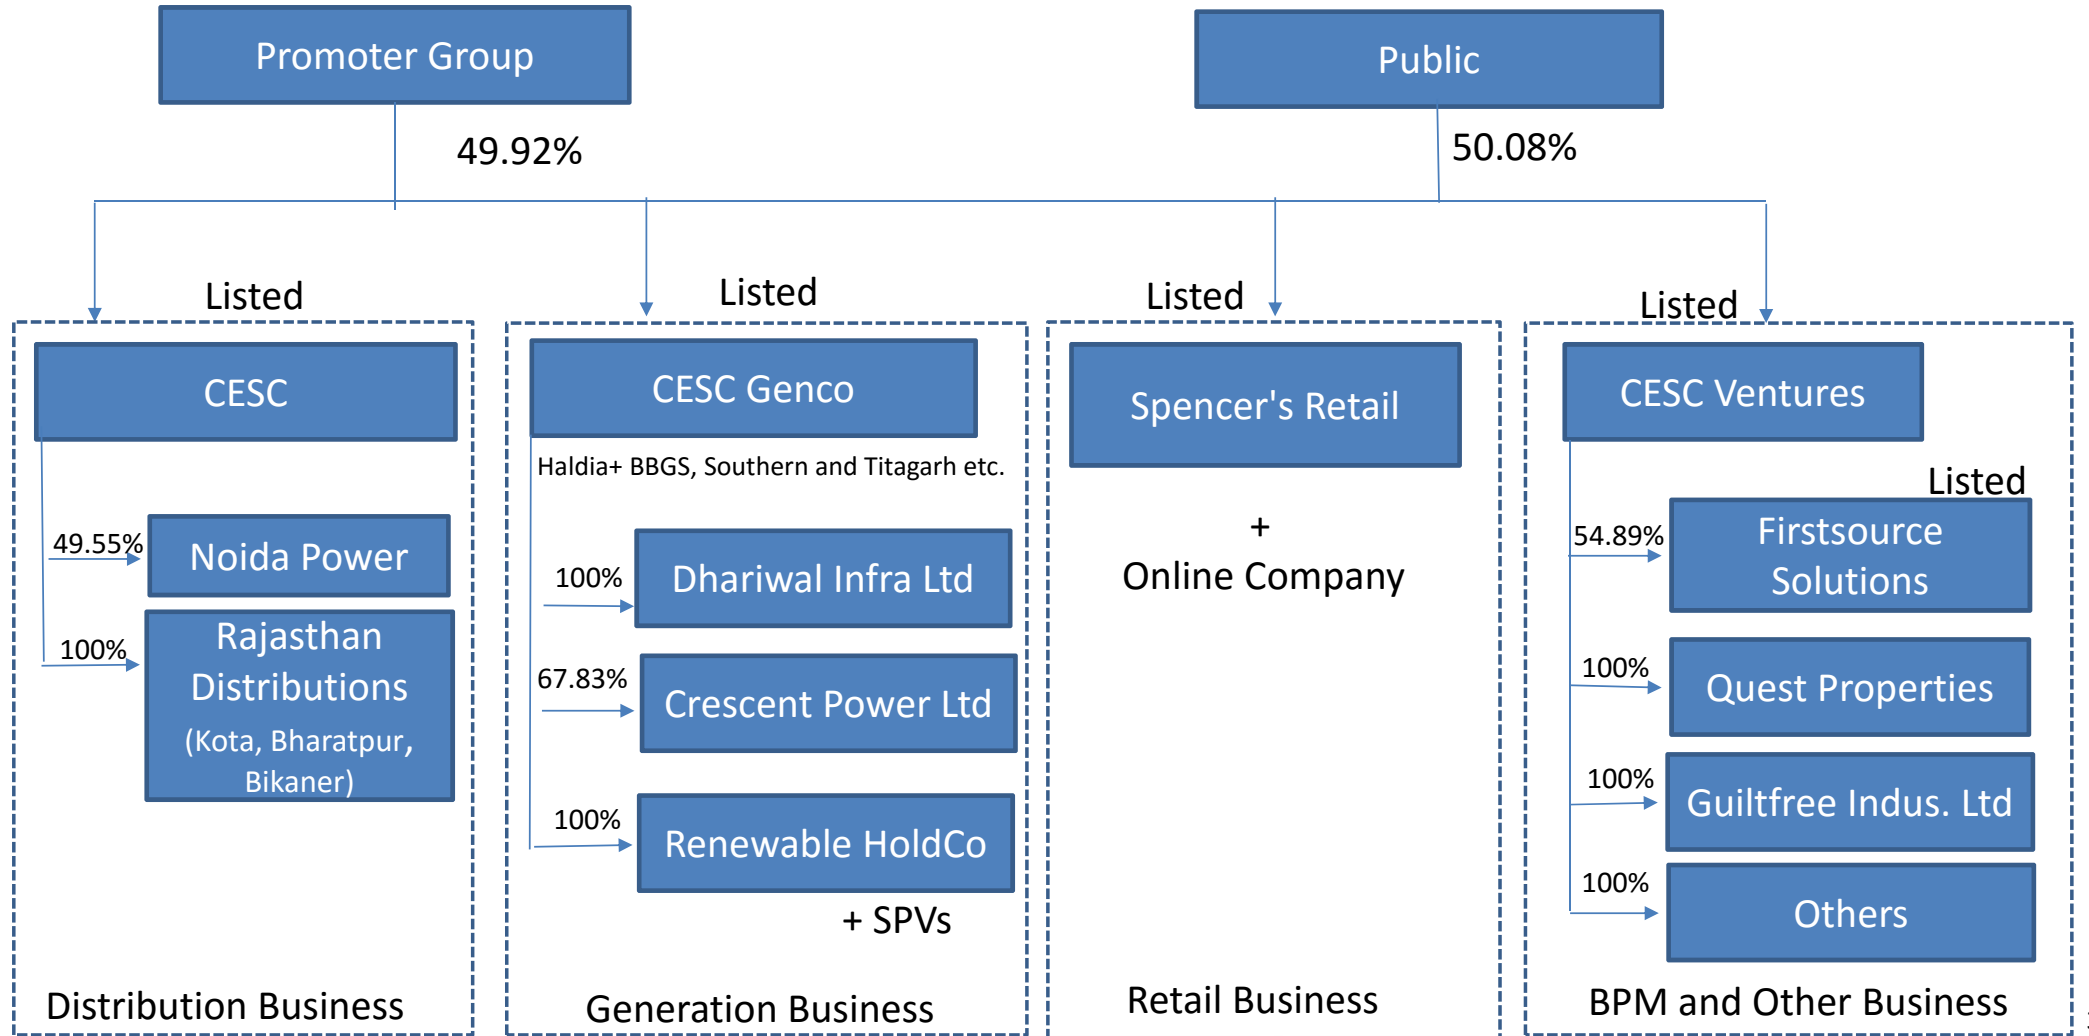 Promoter Group
Public
49.92%
50.08%
Listed
CESC
49.55%
Noida Power
100%
Rajasthan
Distributions
(Kota, Bharatpur,
Bikaner)
Distribution Business
Listed
CESC Genco
Haldia+ BBGS, Southern and Titagarh etc.
100%
Dhariwal Infra Ltd
67.83%
Crescent Power Ltd
100%
Renewable HoldCo
+ SPVs
Generation Business
Listed
Spencer's Retail
+
Online Company
Retail Business
Listed
CESC Ventures
Listed
54.89%
Firstsource
Solutions
100%
Quest Properties
100%
Guiltfree Indus. Ltd
100%
Others
BPM and Other Business